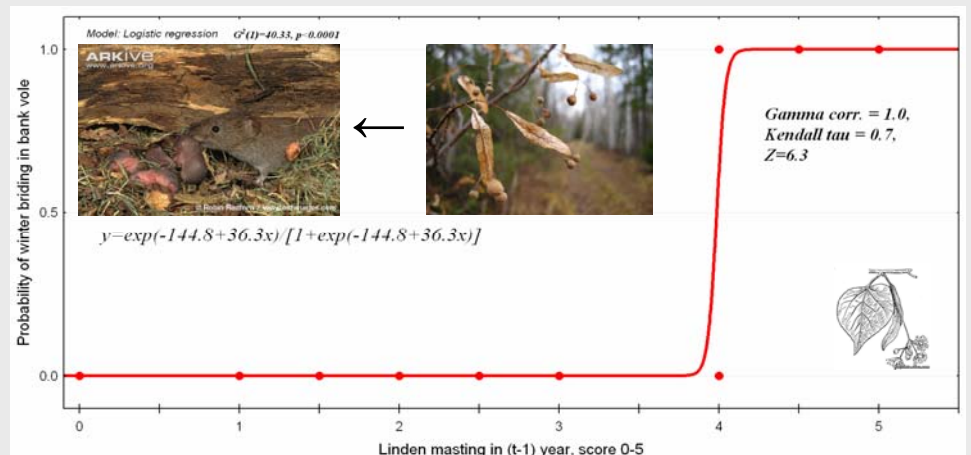 Model: Logistic regression G²(1)=40.33, p<0.0001
ARKive
www.arkive.org
Gamma corr. = 1.0,
Kendall tau = 0.7,
Z=6.3
y=exp(-144.8+36.3x)/[1+exp(-144.8+36.3x)]
Probability of winter briding in bank vole
1.0
0.5
0.0
0 1 2 3 4 5
Linden masting in (t-1) year, score 0-5